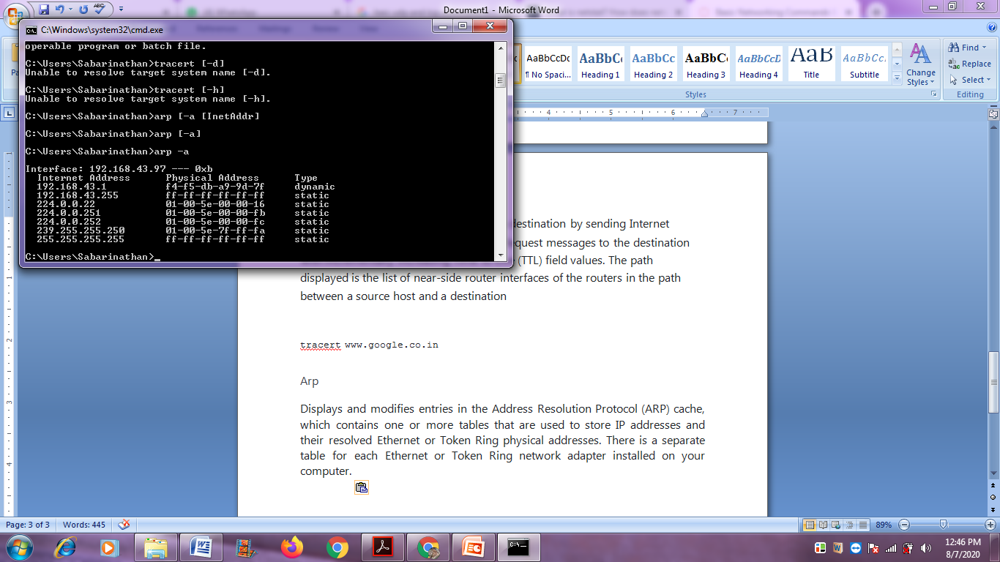 Document1 - Microsoft Word
C:\Windows\system32\cmd.exe
operable program or batch file.
C:\Users\Sabarinathan>tracert [-d]
Unable to resolve target system name [-d].
C:\Users\Sabarinathan>tracert [-h]
Unable to resolve target system name [-h].
C:\Users\Sabarinathan>arp [-a [InetAddr]
C:\Users\Sabarinathan>arp [-a]
C:\Users\Sabarinathan>arp -a
Interface: 192.168.43.97 --- 0xb
Internet Address Physical Address Type
192.168.43.1 f4-f5-db-a9-9d-7f dynamic
192.168.43.255 ff-ff-ff-ff-ff-ff static
224.0.0.22 01-00-5e-00-00-16 static
224.0.0.251 01-00-5e-00-00-fb static
224.0.0.252 01-00-5e-00-00-fc static
239.255.255.250 01-00-5e-7f-ff-fa static
255.255.255.255 ff-ff-ff-ff-ff-ff static
C:\Users\Sabarinathan>_
AaBbCcDc AaBbCc AaBbCc AaBbCc AaBbCcD AaB AaBbCc.
¶ No Spaci... Heading 1 Heading 2 Heading 3 Heading 4 Title Subtitle
Change Styles
Styles
Find
Replace
Select
Editing
4 5 6 7
destination by sending Internet
quest messages to the destination
(TTL) field values. The path
displayed is the list of near-side router interfaces of the routers in the path
between a source host and a destination
tracert www.google.co.in
Arp
Displays and modifies entries in the Address Resolution Protocol (ARP) cache,
which contains one or more tables that are used to store IP addresses and
their resolved Ethernet or Token Ring physical addresses. There is a separate
table for each Ethernet or Token Ring network adapter installed on your
computer.
Page: 3 of 3 Words: 445 89%
12:46 PM
8/7/2020